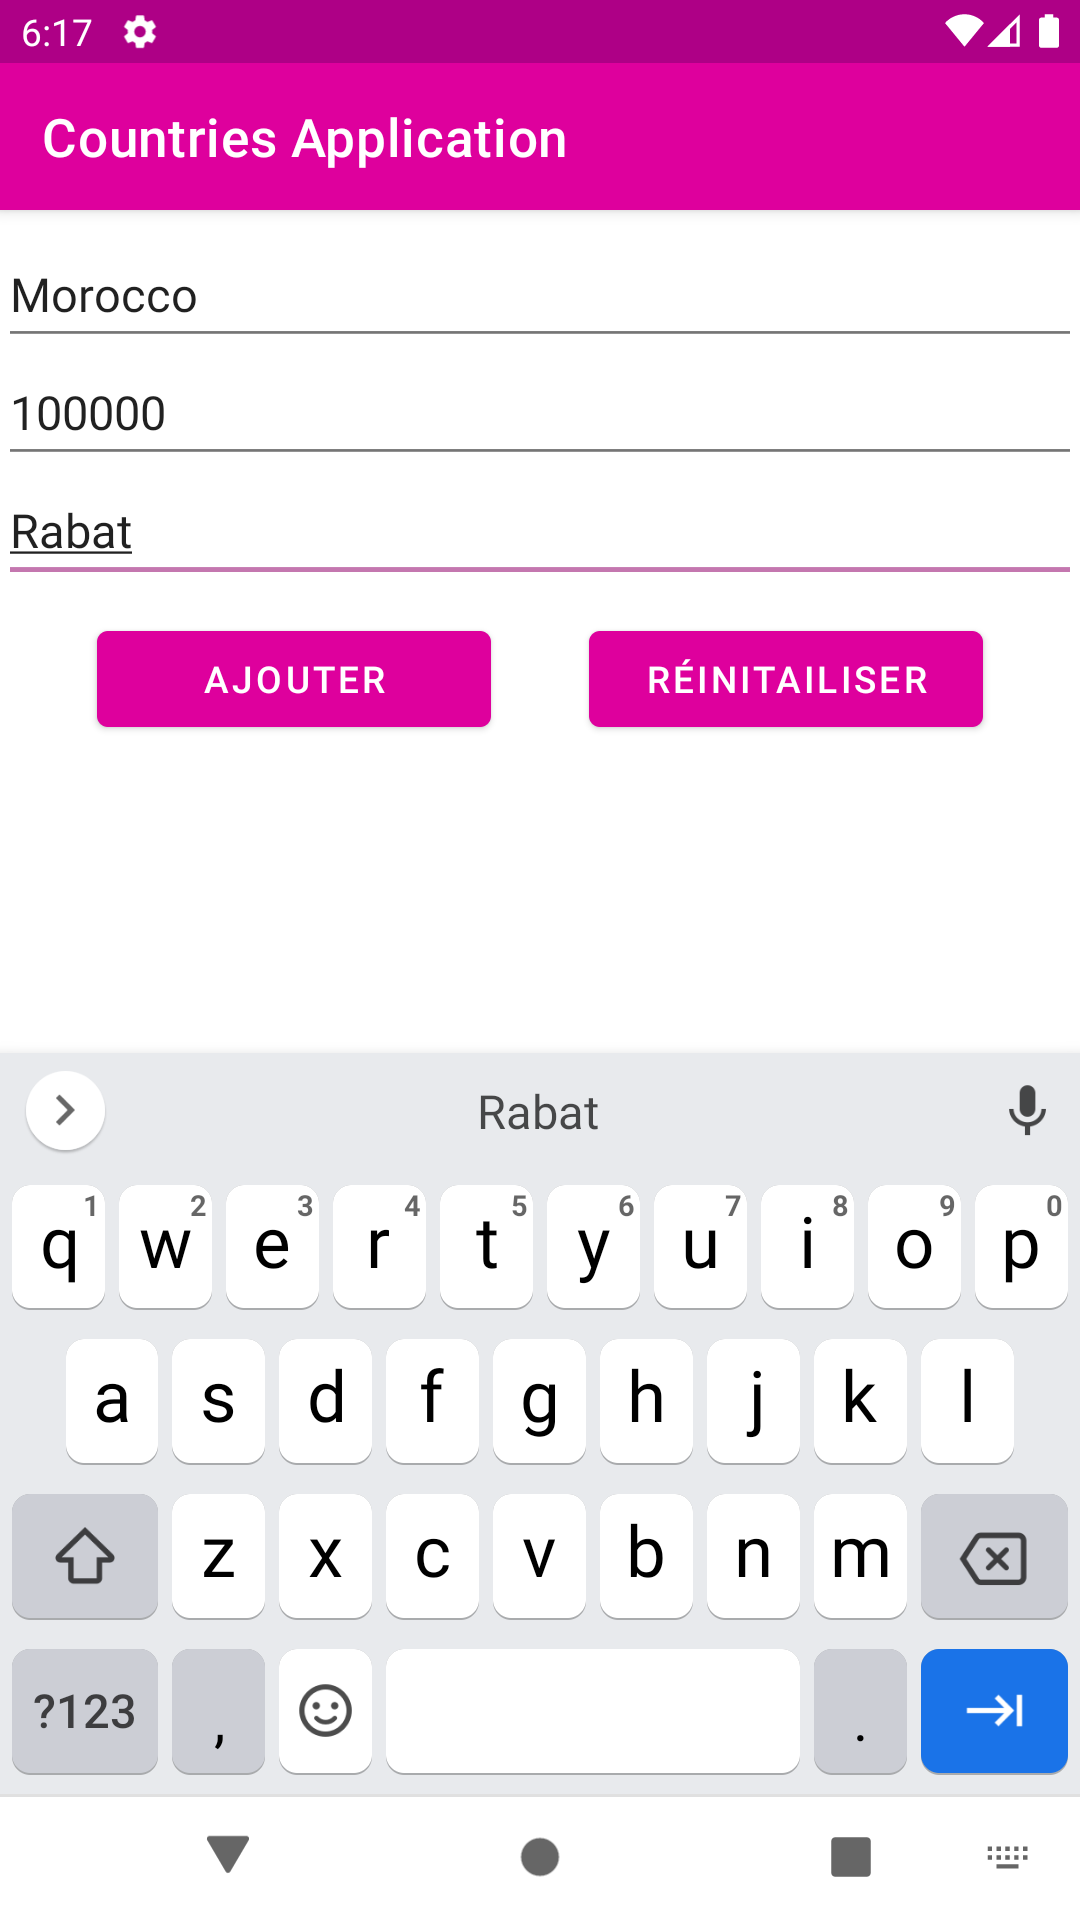 6:17
Countries Application
Morocco
100000
Rabat
AJOUTER RÉINITAILISER
Rabat
1 2 3 4 5 6 7 8 9 0
q w e r t y u i o p
a s d f g h j k l
z x c v b n m
?123 , .